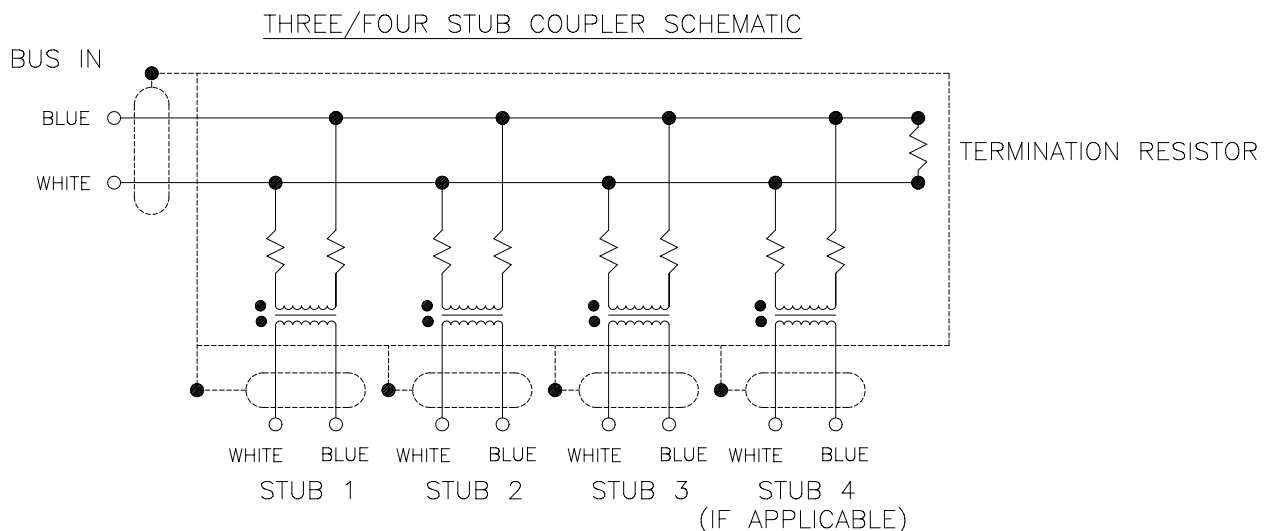 THREE/FOUR STUB COUPLER SCHEMATIC
BUS IN
BLUE
WHITE
TERMINATION RESISTOR
WHITE BLUE WHITE BLUE WHITE BLUE WHITE BLUE
STUB 1 STUB 2 STUB 3 STUB 4
(IF APPLICABLE)